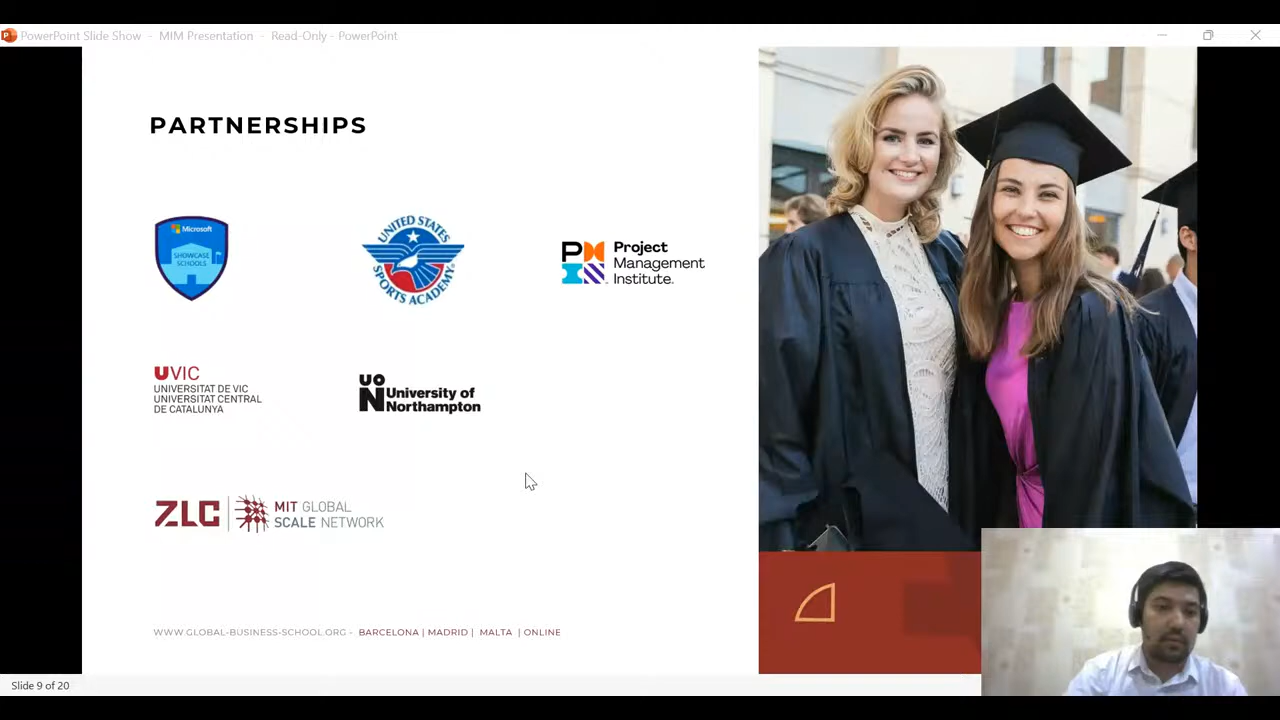 PowerPoint Slide Show - MIM Presentation - Read-Only - PowerPoint
PARTNERSHIPS
Microsoft
SHOWCASE
SCHOOLS
UNITED STATES
SPORTS ACADEMY
Project
Management
Institute.
UVIC
UNIVERSITAT DE VIC
UNIVERSITAT CENTRAL
DE CATALUNYA
UON
University of
Northampton
ZLC
MIT GLOBAL
SCALE NETWORK
WWW.GLOBAL-BUSINESS-SCHOOL.ORG - BARCELONA | MADRID | MALTA | ONLINE
Slide 9 of 20